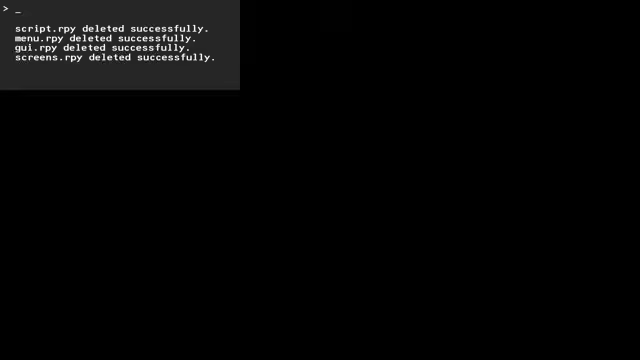 > _
script.rpy deleted successfully.
menu.rpy deleted successfully.
gui.rpy deleted successfully.
screens.rpy deleted successfully.